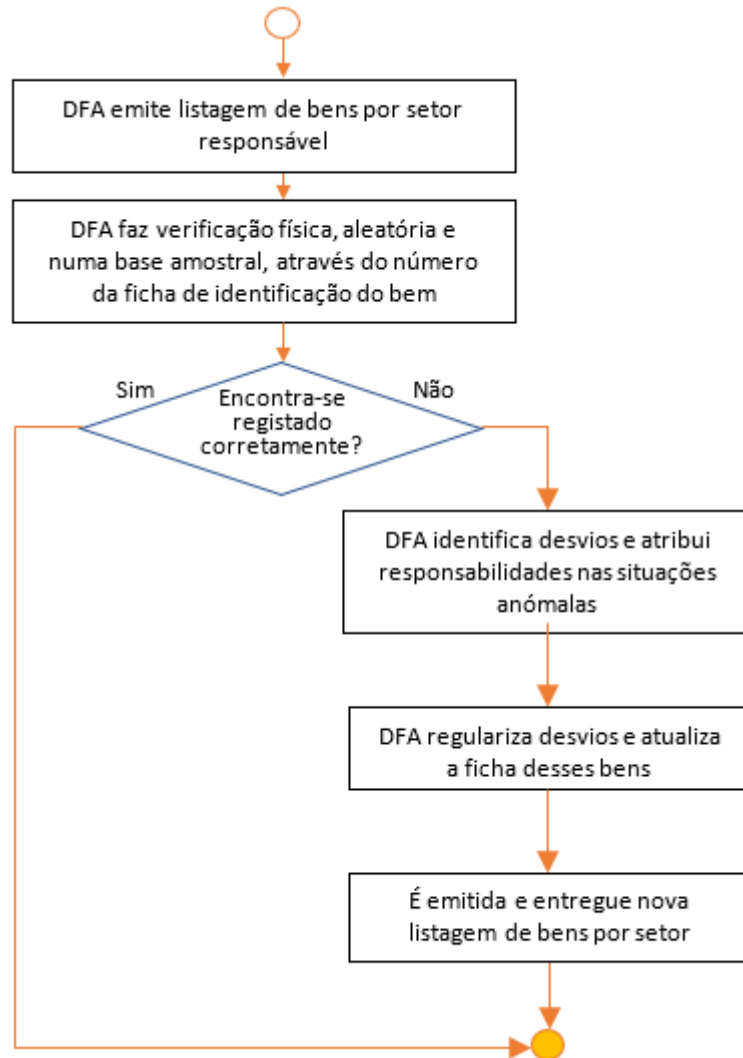 DFA emite listagem de bens por setor
responsável
DFA faz verificação física, aleatória e
numa base amostral, através do número
da ficha de identificação do bem
Sim
Não
Encontra-se
registado
corretamente?
DFA identifica desvios e atribui
responsabilidades nas situações
anómalas
DFA regulariza desvios e atualiza
a ficha desses bens
É emitida e entregue nova
listagem de bens por setor